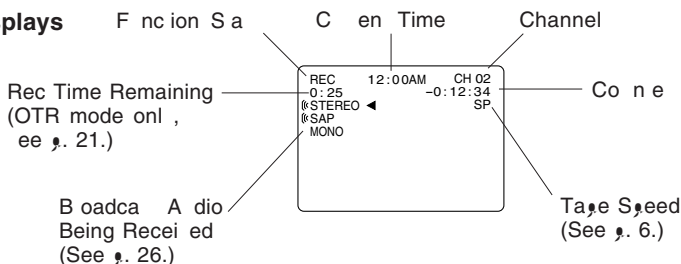 splays
F nc ion S a
C en Time
Channel
REC 12:00AM CH 02
0:25 -0:12:34
STEREO ◄ SP
SAP
MONO
Rec Time Remaining
(OTR mode onl ,
ee . 21.)
Co n e
B oadca A dio
Being Recei ed
(See . 26.)
Ta e S eed
(See . 6.)